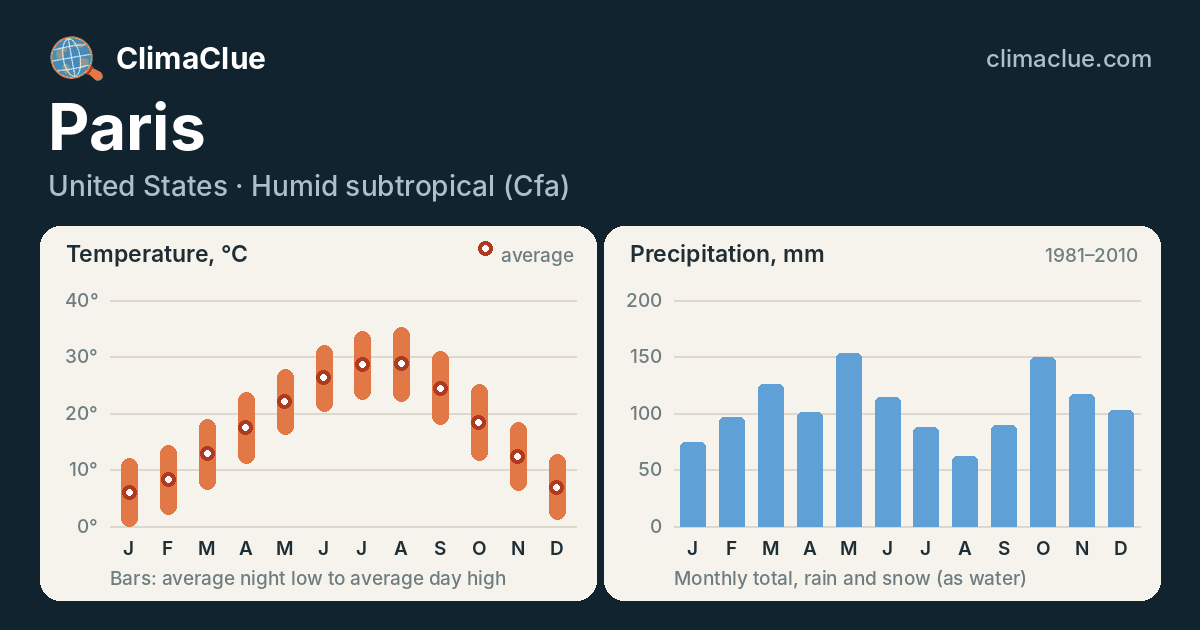 ClimaClue
climaclue.com
Paris
United States · Humid subtropical (Cfa)
Temperature, °C
average
40°
30°
20°
10°
0°
J F M A M J J A S O N D
Bars: average night low to average day high
Precipitation, mm
1981–2010
200
150
100
50
0
J F M A M J J A S O N D
Monthly total, rain and snow (as water)